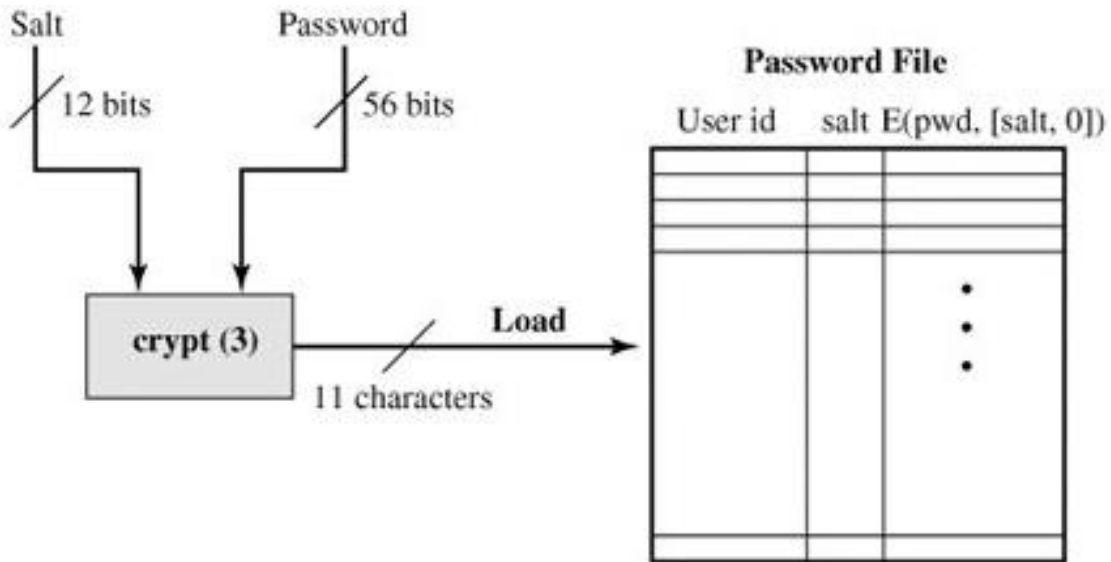 Salt
Password
12 bits
56 bits
crypt (3)
Load
11 characters
Password File
User id salt E(pwd, [salt, 0])